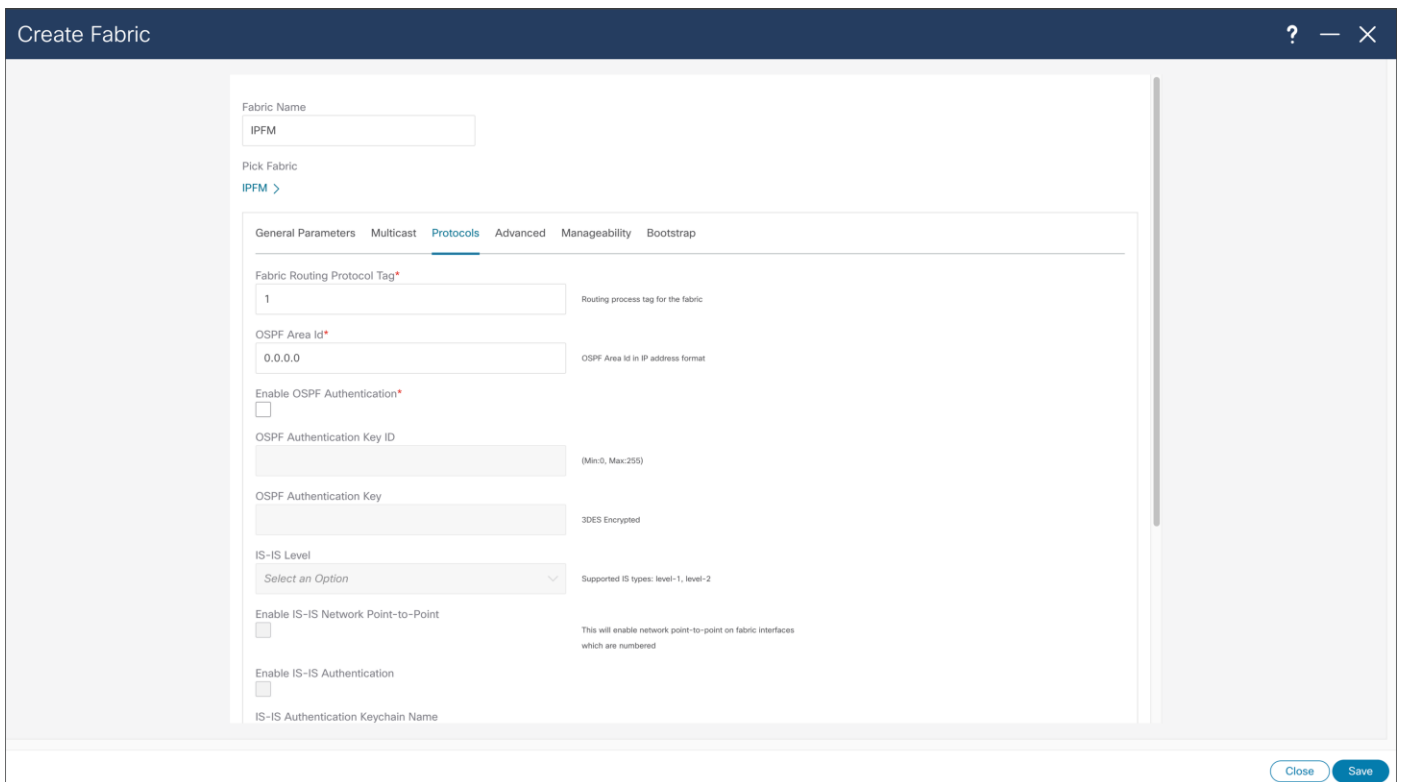 Create Fabric
?
Fabric Name
IPFM
Pick Fabric
IPFM >
General Parameters Multicast Protocols Advanced Manageability Bootstrap
Fabric Routing Protocol Tag*
1 Routing process tag for the fabric
OSPF Area Id*
0.0.0.0 OSPF Area Id in IP address format
Enable OSPF Authentication*
OSPF Authentication Key ID
(Min:0, Max:255)
OSPF Authentication Key
3DES Encrypted
IS-IS Level
Select an Option Supported IS types: level-1, level-2
Enable IS-IS Network Point-to-Point
This will enable network point-to-point on fabric interfaces
which are numbered
Enable IS-IS Authentication
IS-IS Authentication Keychain Name
Close Save